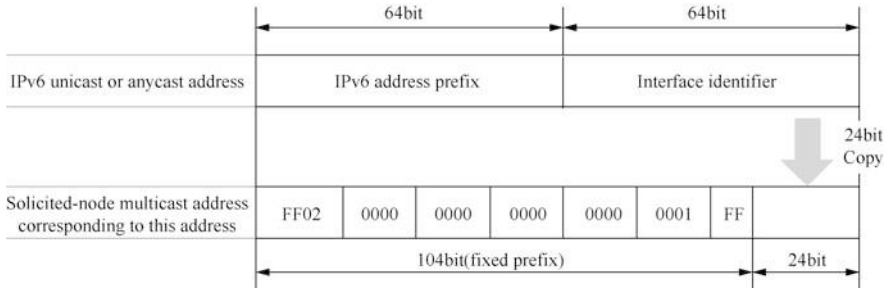 64bit 64bit
IPv6 unicast or anycast address IPv6 address prefix Interface identifier
24bit
Copy
Solicited-node multicast address
corresponding to this address
FF02 0000 0000 0000 0000 0001 FF
104bit(fixed prefix) 24bit